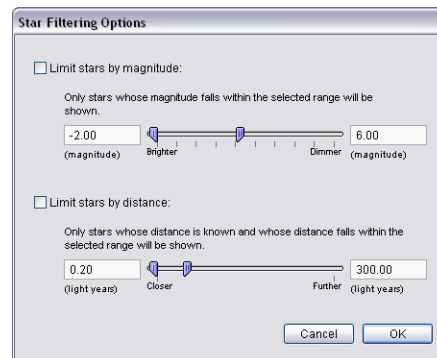 Star Filtering Options
Limit stars by magnitude:
Only stars whose magnitude falls within the selected range will be
shown.
-2.00 6.00
Brighter Dimmer
(magnitude) (magnitude)
Limit stars by distance:
Only stars whose distance is known and whose distance falls within the
selected range will be shown.
0.20 300.00
Closer Further
(light years) (light years)
Cancel OK